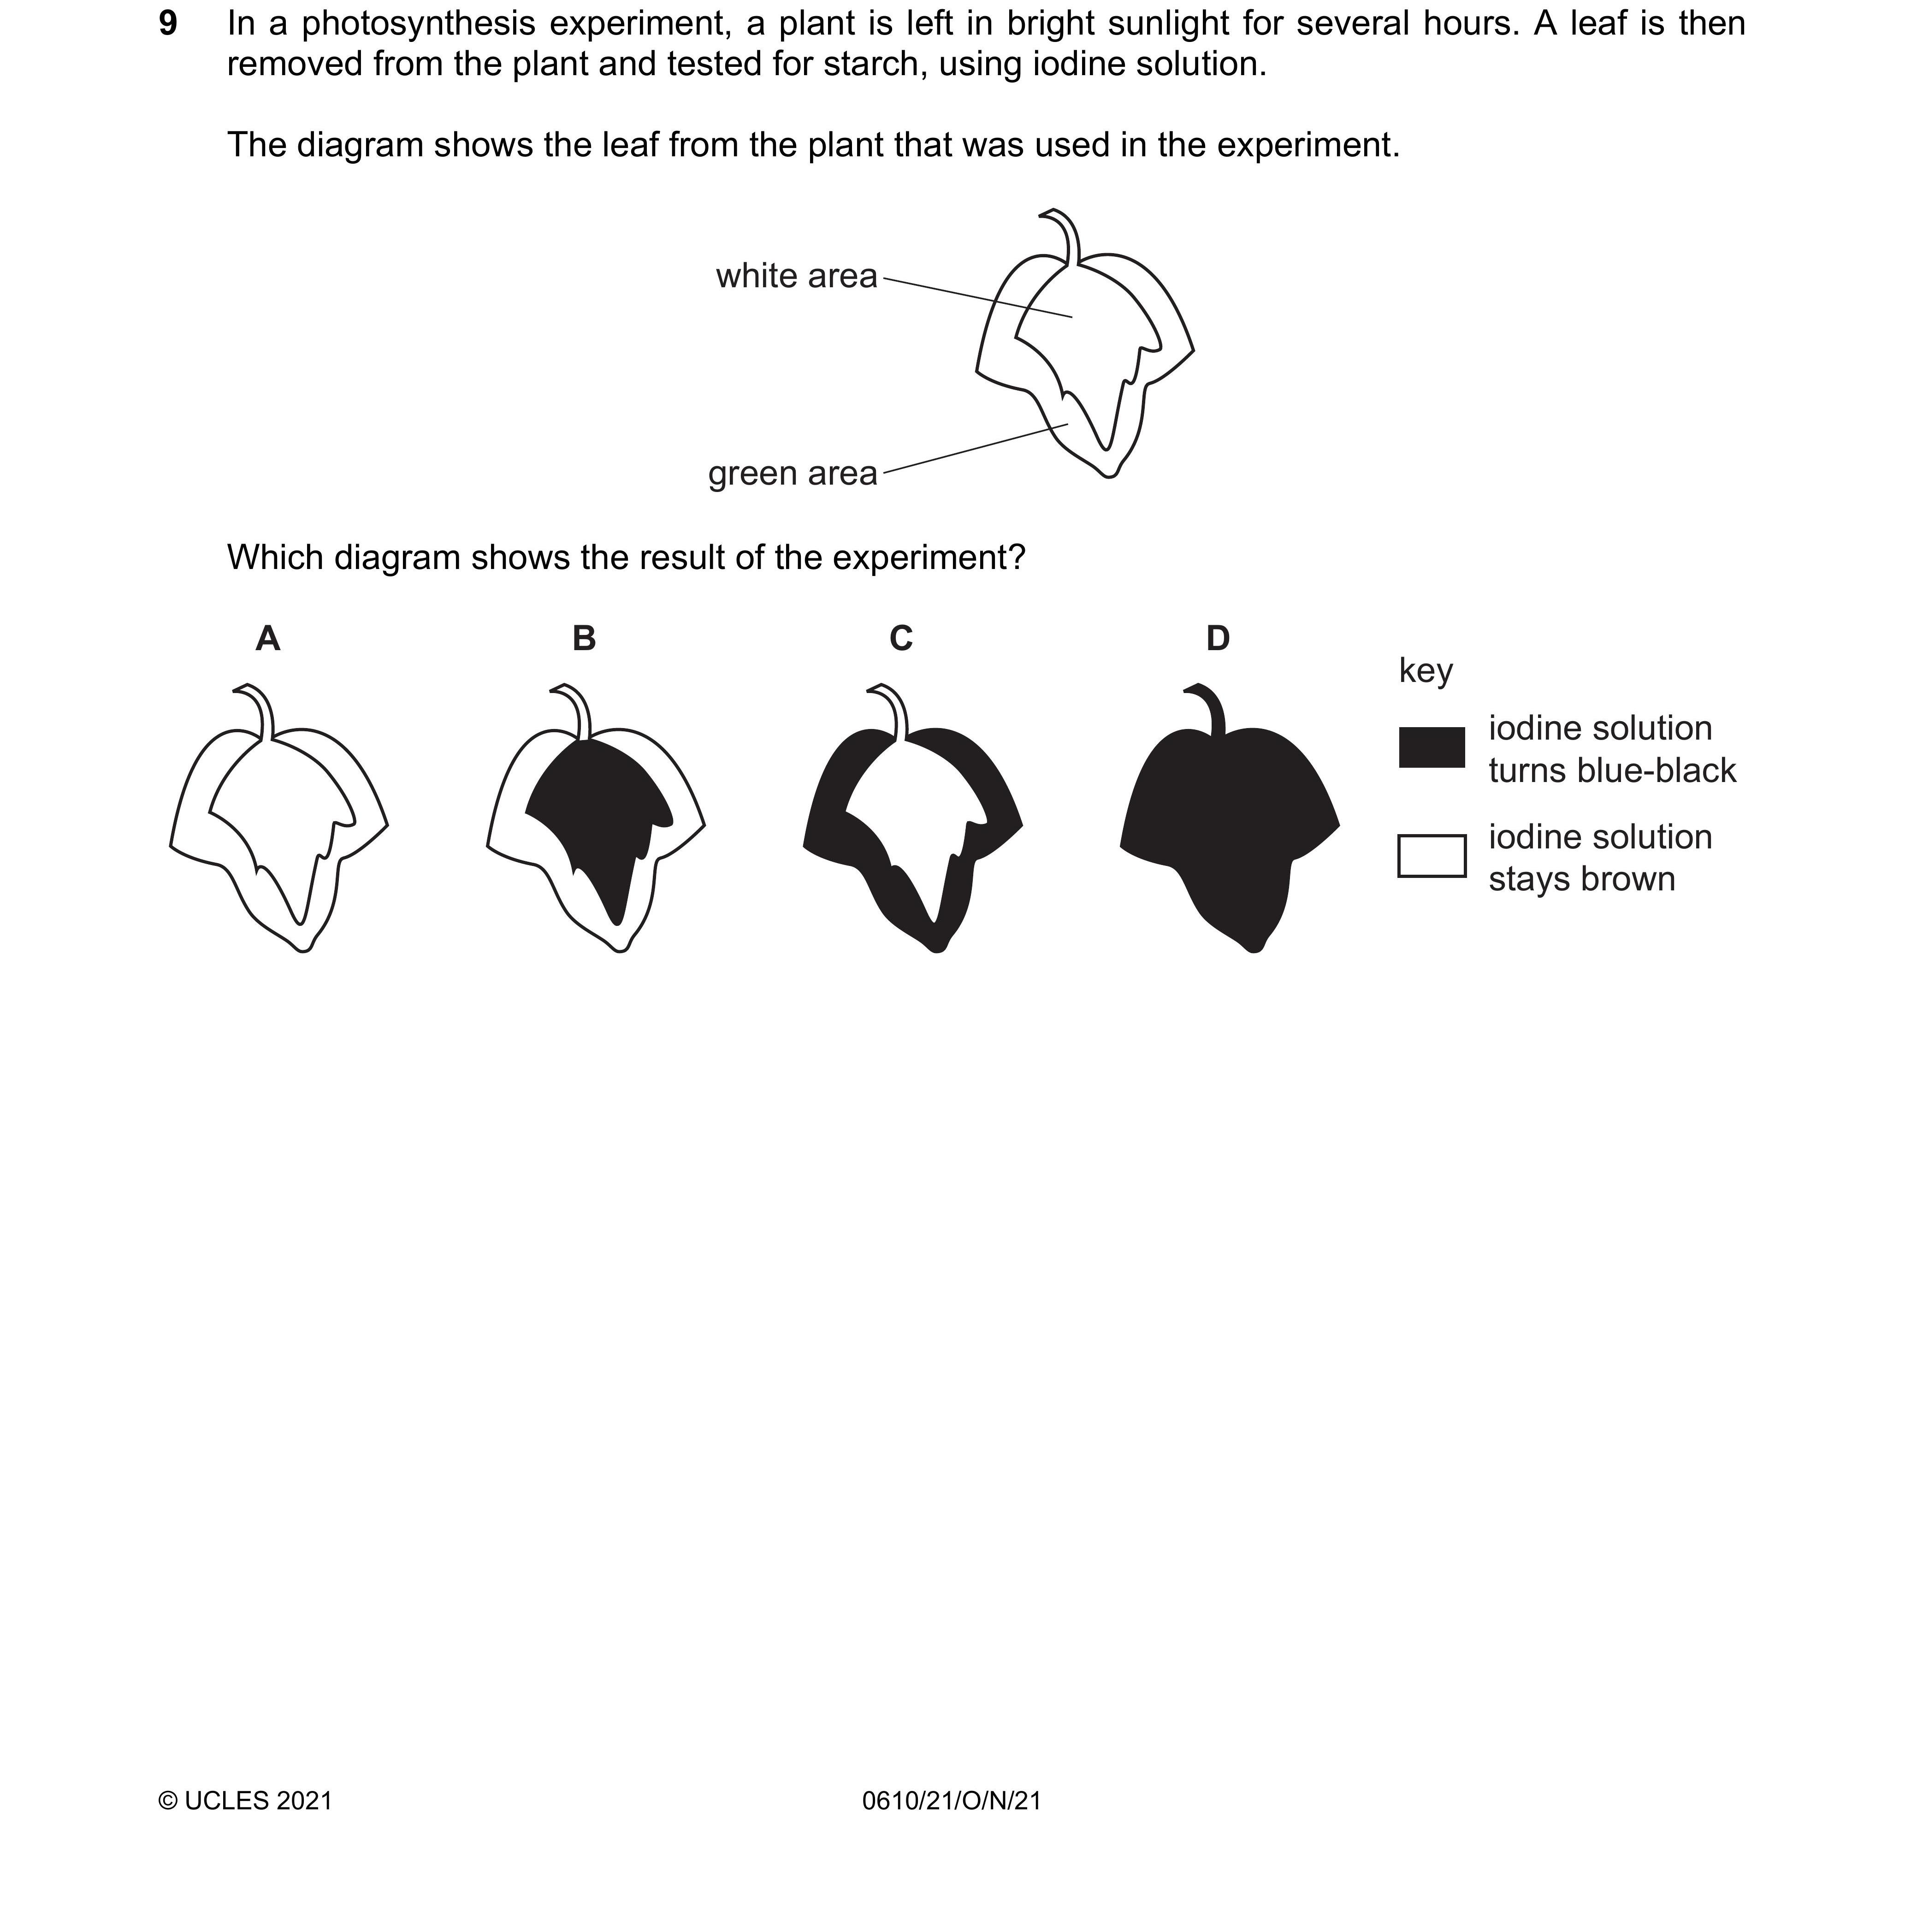 9 In a photosynthesis experiment, a plant is left in bright sunlight for several hours. A leaf is then
removed from the plant and tested for starch, using iodine solution.
The diagram shows the leaf from the plant that was used in the experiment.
white area
green area
Which diagram shows the result of the experiment?
A B C D
key
iodine solution
turns blue-black
iodine solution
stays brown
© UCLES 2021 0610/21/O/N/21